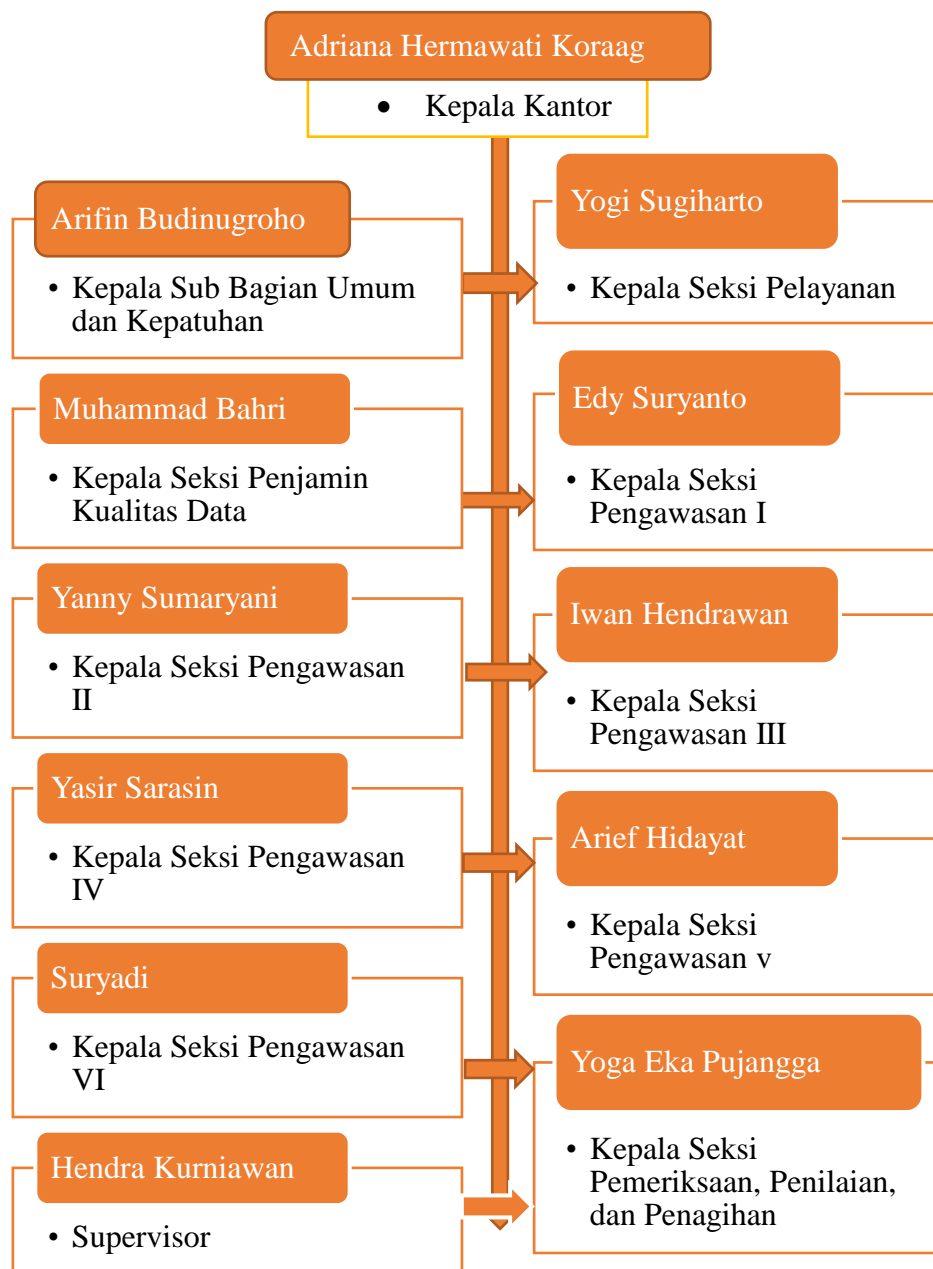 Adriana Hermawati Koraag
• Kepala Kantor
Arifin Budinugroho
• Kepala Sub Bagian Umum
dan Kepatuhan
Yogi Sugiharto
• Kepala Seksi Pelayanan
Muhammad Bahri
• Kepala Seksi Penjamin
Kualitas Data
Edy Suryanto
• Kepala Seksi
Pengawasan I
Yanny Sumaryani
• Kepala Seksi Pengawasan
II
Iwan Hendrawan
• Kepala Seksi
Pengawasan III
Yasir Sarasin
• Kepala Seksi Pengawasan
IV
Arief Hidayat
• Kepala Seksi
Pengawasan v
Suryadi
• Kepala Seksi Pengawasan
VI
Yoga Eka Pujangga
• Kepala Seksi
Pemeriksaan, Penilaian,
dan Penagihan
Hendra Kurniawan
• Supervisor